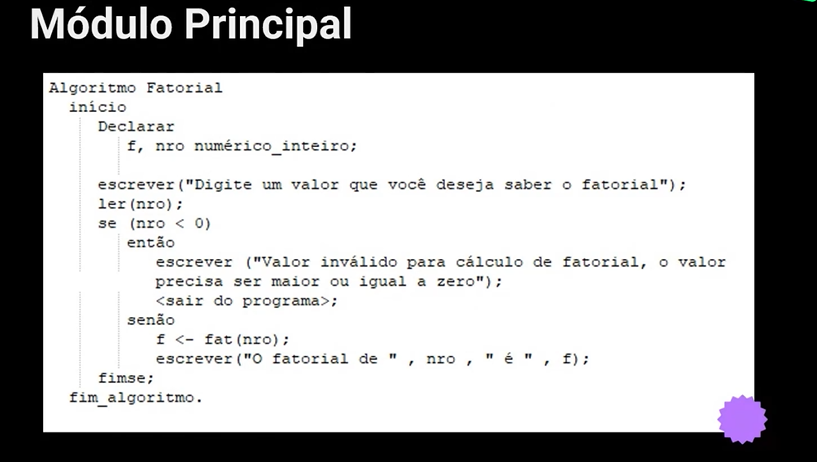 Módulo Principal
Algoritmo Fatorial
início
Declarar
f, nro numérico_inteiro;
escrever("Digite um valor que você deseja saber o fatorial");
ler(nro);
se (nro < 0)
então
escrever ("Valor inválido para cálculo de fatorial, o valor
precisa ser maior ou igual a zero");
<sair do programa>;
senão
f <- fat(nro);
escrever("O fatorial de " , nro , " é " , f);
fimse;
fim_algoritmo.